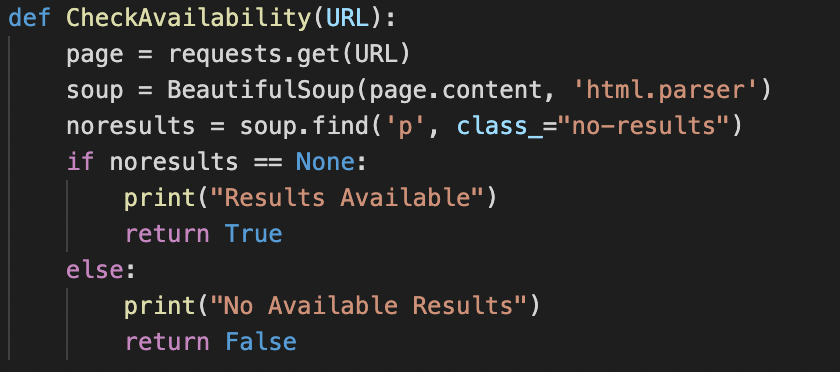 def CheckAvailability(URL):
    page = requests.get(URL)
    soup = BeautifulSoup(page.content, 'html.parser')
    noresults = soup.find('p', class_="no-results")
    if noresults == None:
        print("Results Available")
        return True
    else:
        print("No Available Results")
        return False